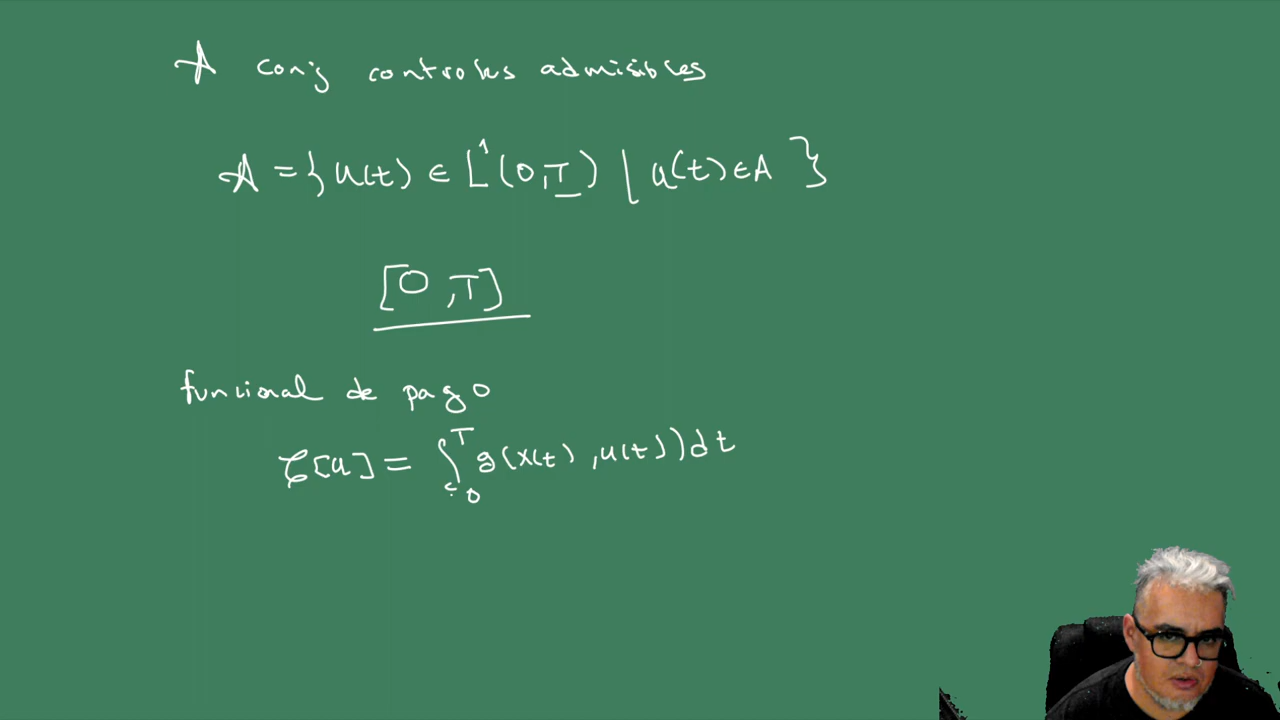 𝒜 conj controles admisibles
𝒜 = { u(t) ∈ L¹(0,T) | u(t) ∈ A }
[0,T]
funcional de pago
ζ[u] = ∫₀ᵀ g(x(t), u(t)) dt